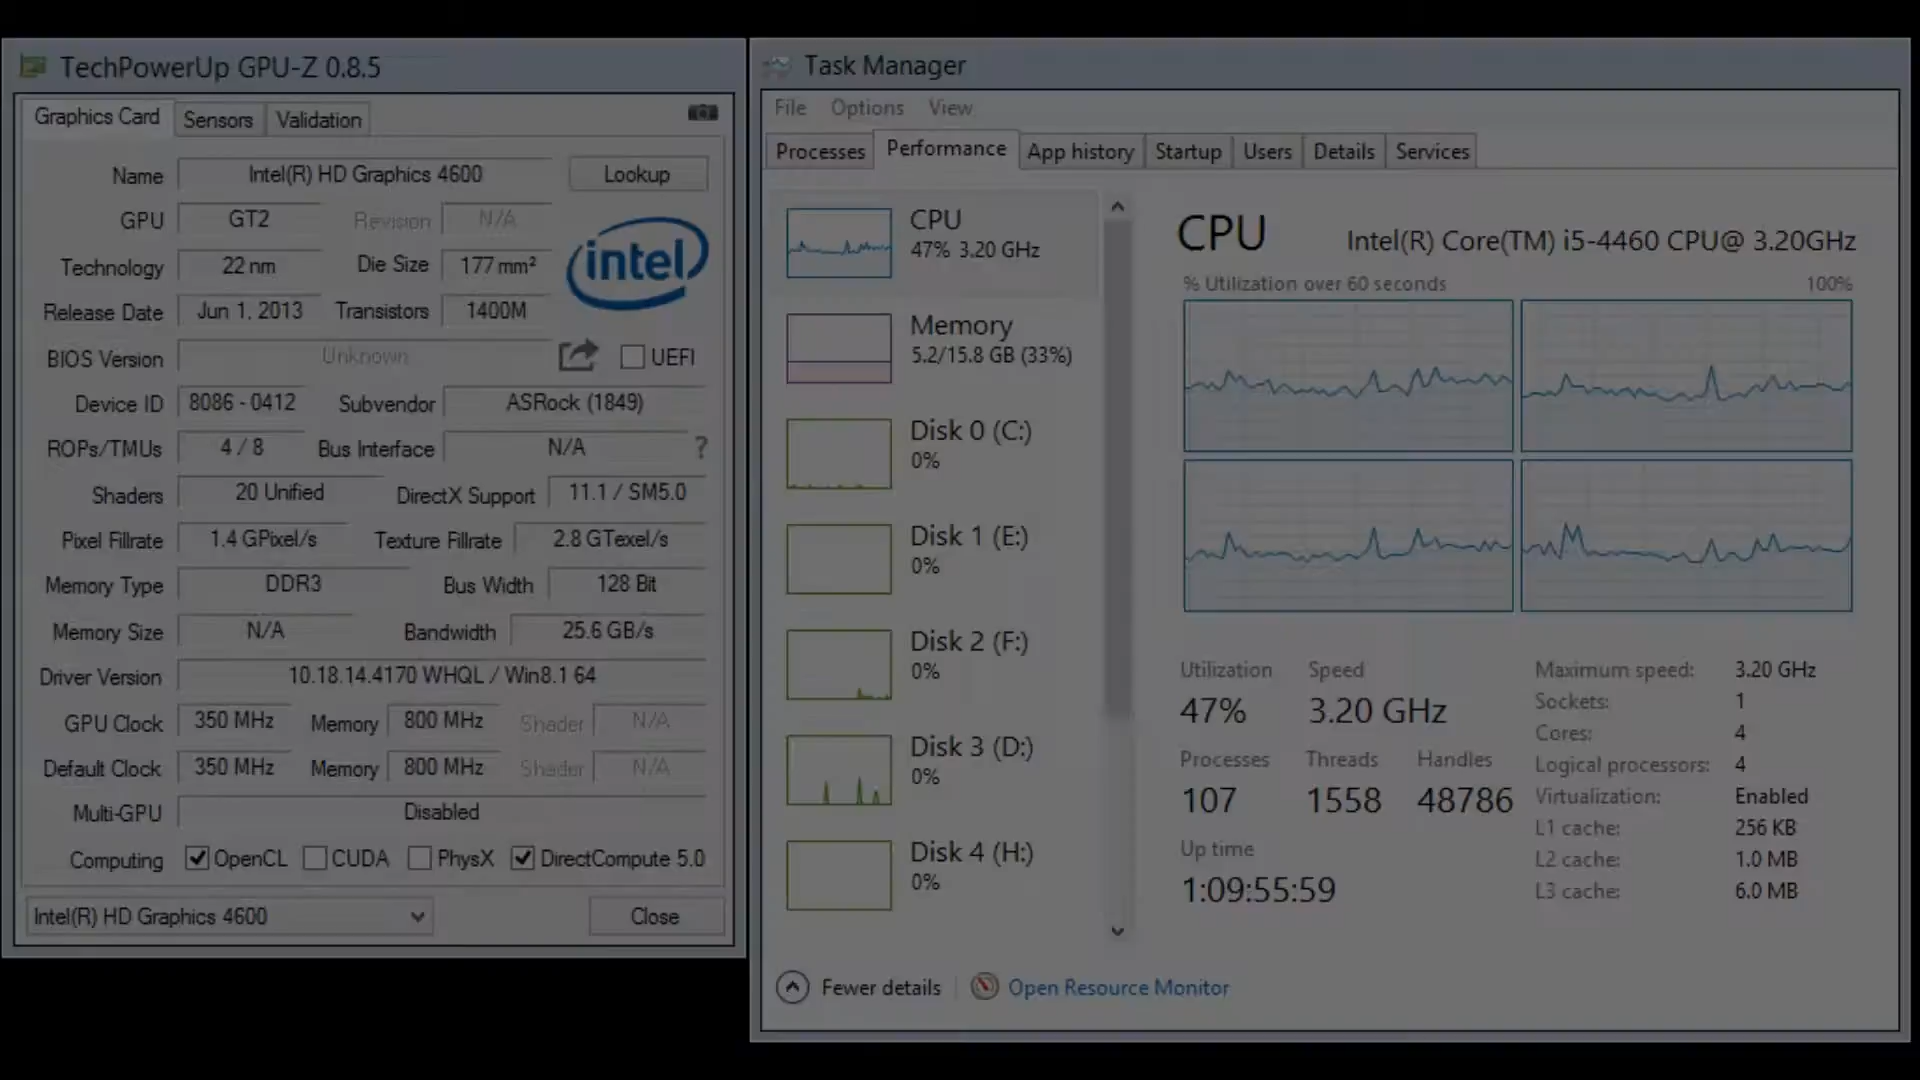 TechPowerUp GPU-Z 0.8.5
Graphics Card Sensors Validation
Name Intel(R) HD Graphics 4600 Lookup
GPU GT2 Revision N/A
Technology 22 nm Die Size 177 mm²
intel
Release Date Jun 1, 2013 Transistors 1400M
BIOS Version Unknown UEFI
Device ID 8086 - 0412 Subvendor ASRock (1849)
ROPs/TMUs 4 / 8 Bus Interface N/A ?
Shaders 20 Unified DirectX Support 11.1 / SM5.0
Pixel Fillrate 1.4 GPixel/s Texture Fillrate 2.8 GTexel/s
Memory Type DDR3 Bus Width 128 Bit
Memory Size N/A Bandwidth 25.6 GB/s
Driver Version 10.18.14.4170 WHQL / Win8.1 64
GPU Clock 350 MHz Memory 800 MHz Shader N/A
Default Clock 350 MHz Memory 800 MHz Shader N/A
Multi-GPU Disabled
Computing OpenCL CUDA PhysX DirectCompute 5.0
Intel(R) HD Graphics 4600 Close
Task Manager
File Options View
Processes Performance App history Startup Users Details Services
CPU
47% 3.20 GHz
Memory
5.2/15.8 GB (33%)
Disk 0 (C:)
0%
Disk 1 (E:)
0%
Disk 2 (F:)
0%
Disk 3 (D:)
0%
Disk 4 (H:)
0%
CPU Intel(R) Core(TM) i5-4460 CPU@ 3.20GHz
% Utilization over 60 seconds 100%
Utilization Speed
47% 3.20 GHz
Processes Threads Handles
107 1558 48786
Up time
1:09:55:59
Maximum speed: 3.20 GHz
Sockets: 1
Cores: 4
Logical processors: 4
Virtualization: Enabled
L1 cache: 256 KB
L2 cache: 1.0 MB
L3 cache: 6.0 MB
Fewer details Open Resource Monitor